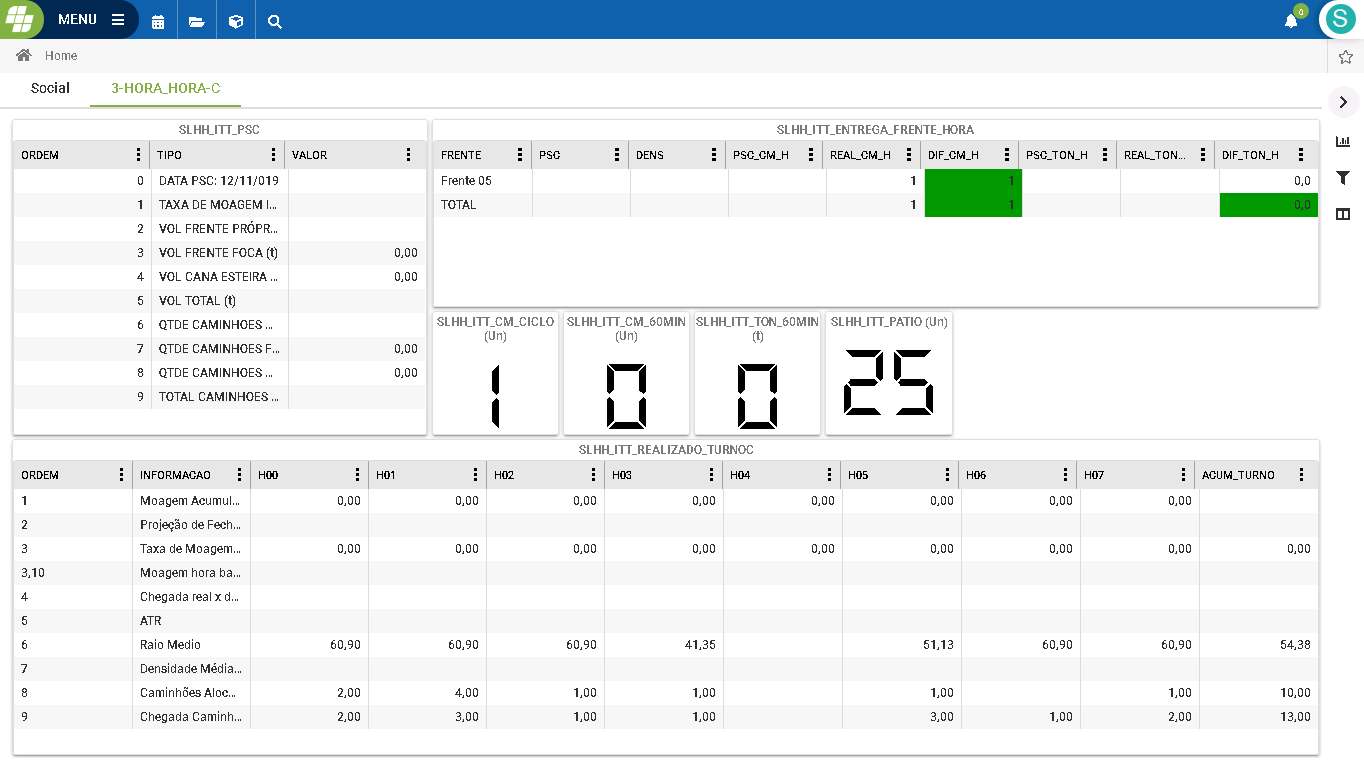 MENU
0
S
Home
Social 3-HORA_HORA-C
SLHH_ITT_PSC
ORDEM TIPO VALOR
0 DATA PSC: 12/11/019
1 TAXA DE MOAGEM I...
2 VOL FRENTE PRÓPR...
3 VOL FRENTE FOCA (t) 0,00
4 VOL CANA ESTEIRA ... 0,00
5 VOL TOTAL (t)
6 QTDE CAMINHOES ...
7 QTDE CAMINHOES F... 0,00
8 QTDE CAMINHOES ... 0,00
9 TOTAL CAMINHOES ...
SLHH_ITT_ENTREGA_FRENTE_HORA
FRENTE PSC DENS PSC_CM_H REAL_CM_H DIF_CM_H PSC_TON_H REAL_TON... DIF_TON_H
Frente 05 1 1 0,0
TOTAL 1 1 0,0
SLHH_ITT_CM_CICLO
(Un)
1
SLHH_ITT_CM_60MIN
(Un)
0
SLHH_ITT_TON_60MIN
(t)
0
SLHH_ITT_PATIO (Un)
25
SLHH_ITT_REALIZADO_TURNOC
ORDEM INFORMACAO H00 H01 H02 H03 H04 H05 H06 H07 ACUM_TURNO
1 Moagem Acumul... 0,00 0,00 0,00 0,00 0,00 0,00 0,00 0,00
2 Projeção de Fech...
3 Taxa de Moagem... 0,00 0,00 0,00 0,00 0,00 0,00 0,00 0,00 0,00
3,10 Moagem hora ba...
4 Chegada real x d...
5 ATR
6 Raio Medio 60,90 60,90 60,90 41,35 51,13 60,90 60,90 54,38
7 Densidade Média...
8 Caminhões Aloc... 2,00 4,00 1,00 1,00 1,00 1,00 10,00
9 Chegada Caminh... 2,00 3,00 1,00 1,00 3,00 1,00 2,00 13,00